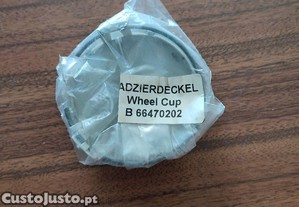 ADZIERDECKEL
Wheel Cup
B 66470202
CustoJusto.pt